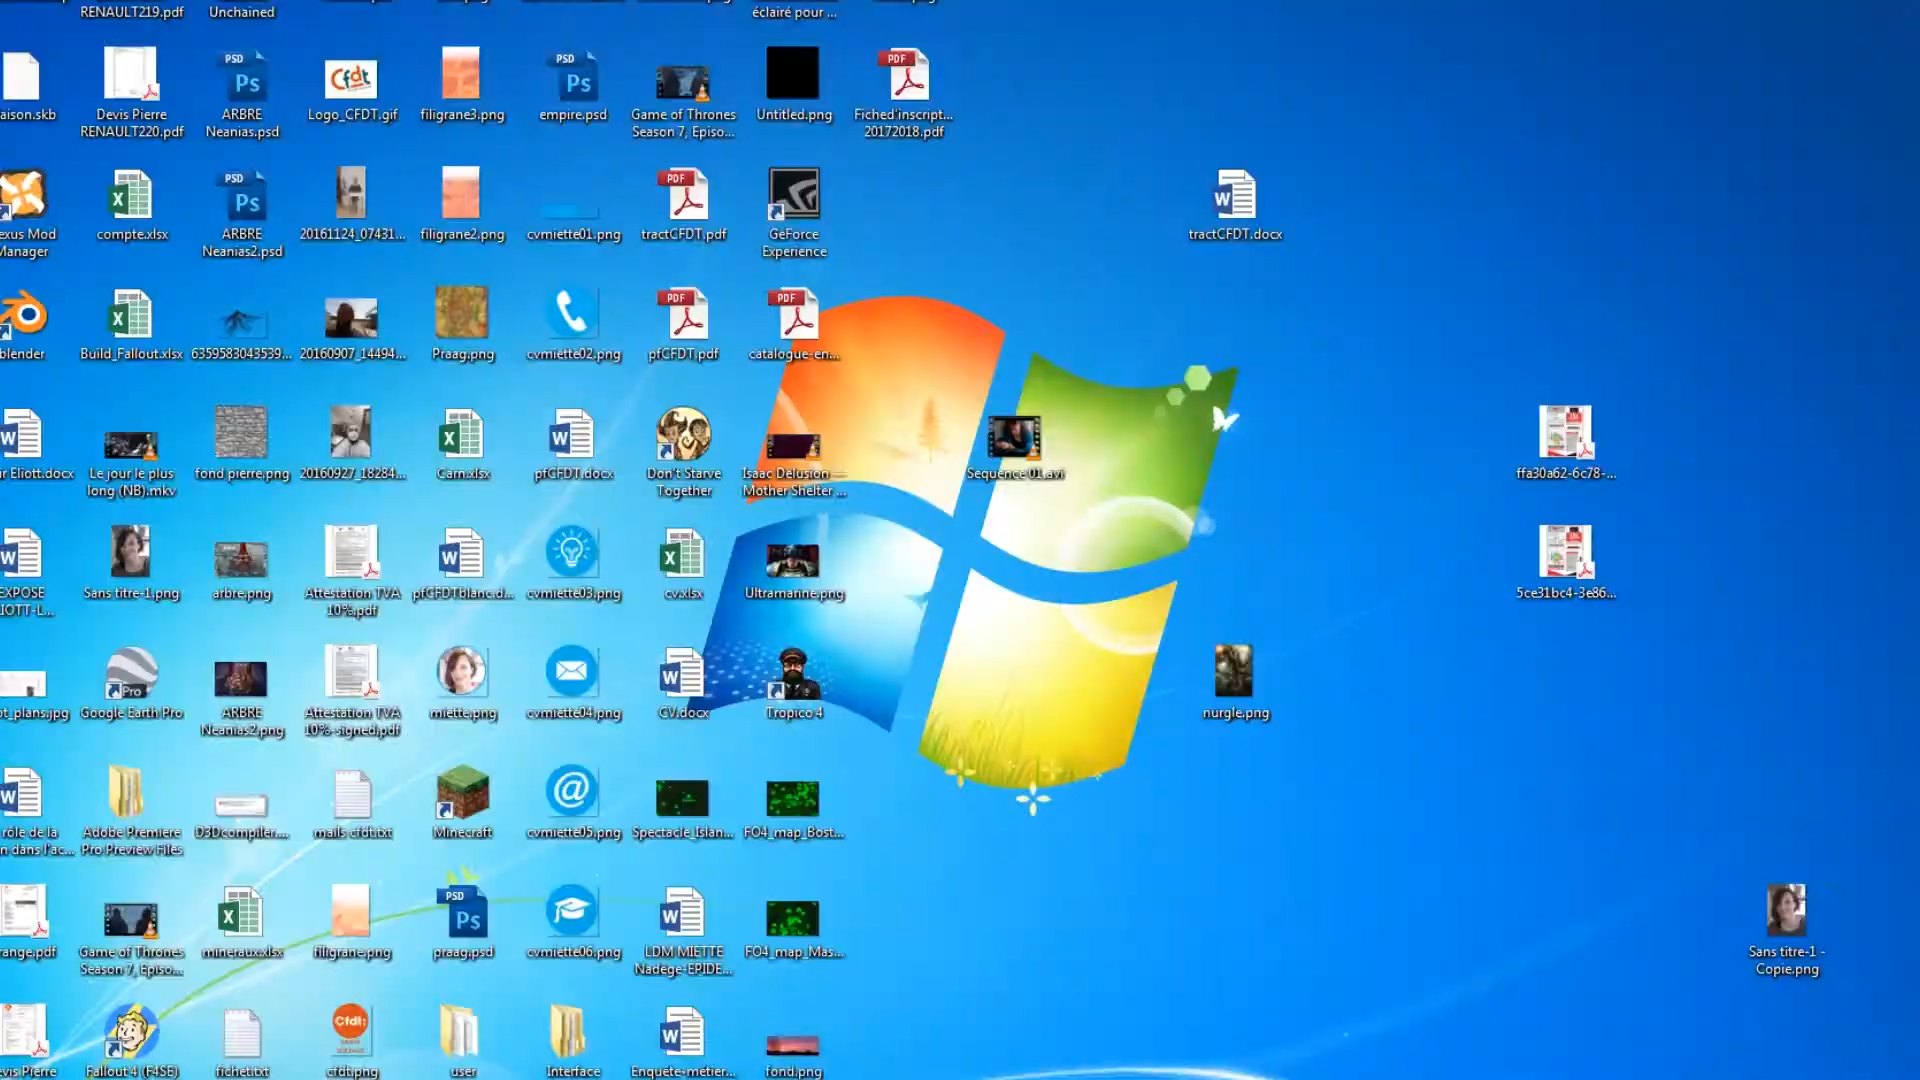 RENAULT219.pdf
Unchained
éclairé pour ...
aison.skb
Devis Pierre
RENAULT220.pdf
ARBRE
Neanias.psd
Logo_CFDT.gif
filigrane3.png
empire.psd
Game of Thrones
Season 7, Episo...
Untitled.png
Fiched'inscript...
20172018.pdf
exus Mod
Manager
compte.xlsx
ARBRE
Neanias2.psd
20161124_07431...
filigrane2.png
cvmiette01.png
tractCFDT.pdf
GeForce
Experience
tractCFDT.docx
blender
Build_Fallout.xlsx
6359583043539...
20160907_14494...
Praag.png
cvmiette02.png
pfCFDT.pdf
catalogue-en...
ir Eliott.docx
Le jour le plus
long (NB).mkv
fond pierre.png
20160927_18284...
Carn.xlsx
pfCFDT.docx
Don't Starve
Together
Isaac Delusion —
Mother Shelter ...
Sequence 01.avi
ffa30a62-6c78-...
EXPOSE
IOTT-L...
Sans titre-1.png
arbre.png
Attestation TVA
10%.pdf
pfCFDTblanc.d...
cvmiette03.png
cv.xlsx
Ultramarine.png
5ce31bc4-3e86...
ot_plans.jpg
Google Earth Pro
ARBRE
Neanias2.png
Attestation TVA
10%-signed.pdf
miette.png
cvmiette04.png
CV.docx
Tropico 4
nurgle.png
rôle de la
n dans l'ac...
Adobe Premiere
Pro Preview Files
D3Dcompiler....
mails cfdt.txt
Minecraft
cvmiette05.png
Spectacle_Islan...
FO4_map_Bost...
range.pdf
Game of Thrones
Season 7, Episo...
mineraux.xlsx
filigrane.png
praag.psd
cvmiette06.png
LDM MIETTE
Nadège-EPIDE...
FO4_map_Mas...
Sans titre-1 -
Copie.png
evis Pierre
Fallout 4 (F4SE)
fichet.txt
cfdt.png
user
Interface
Enquete-metier...
fond.png